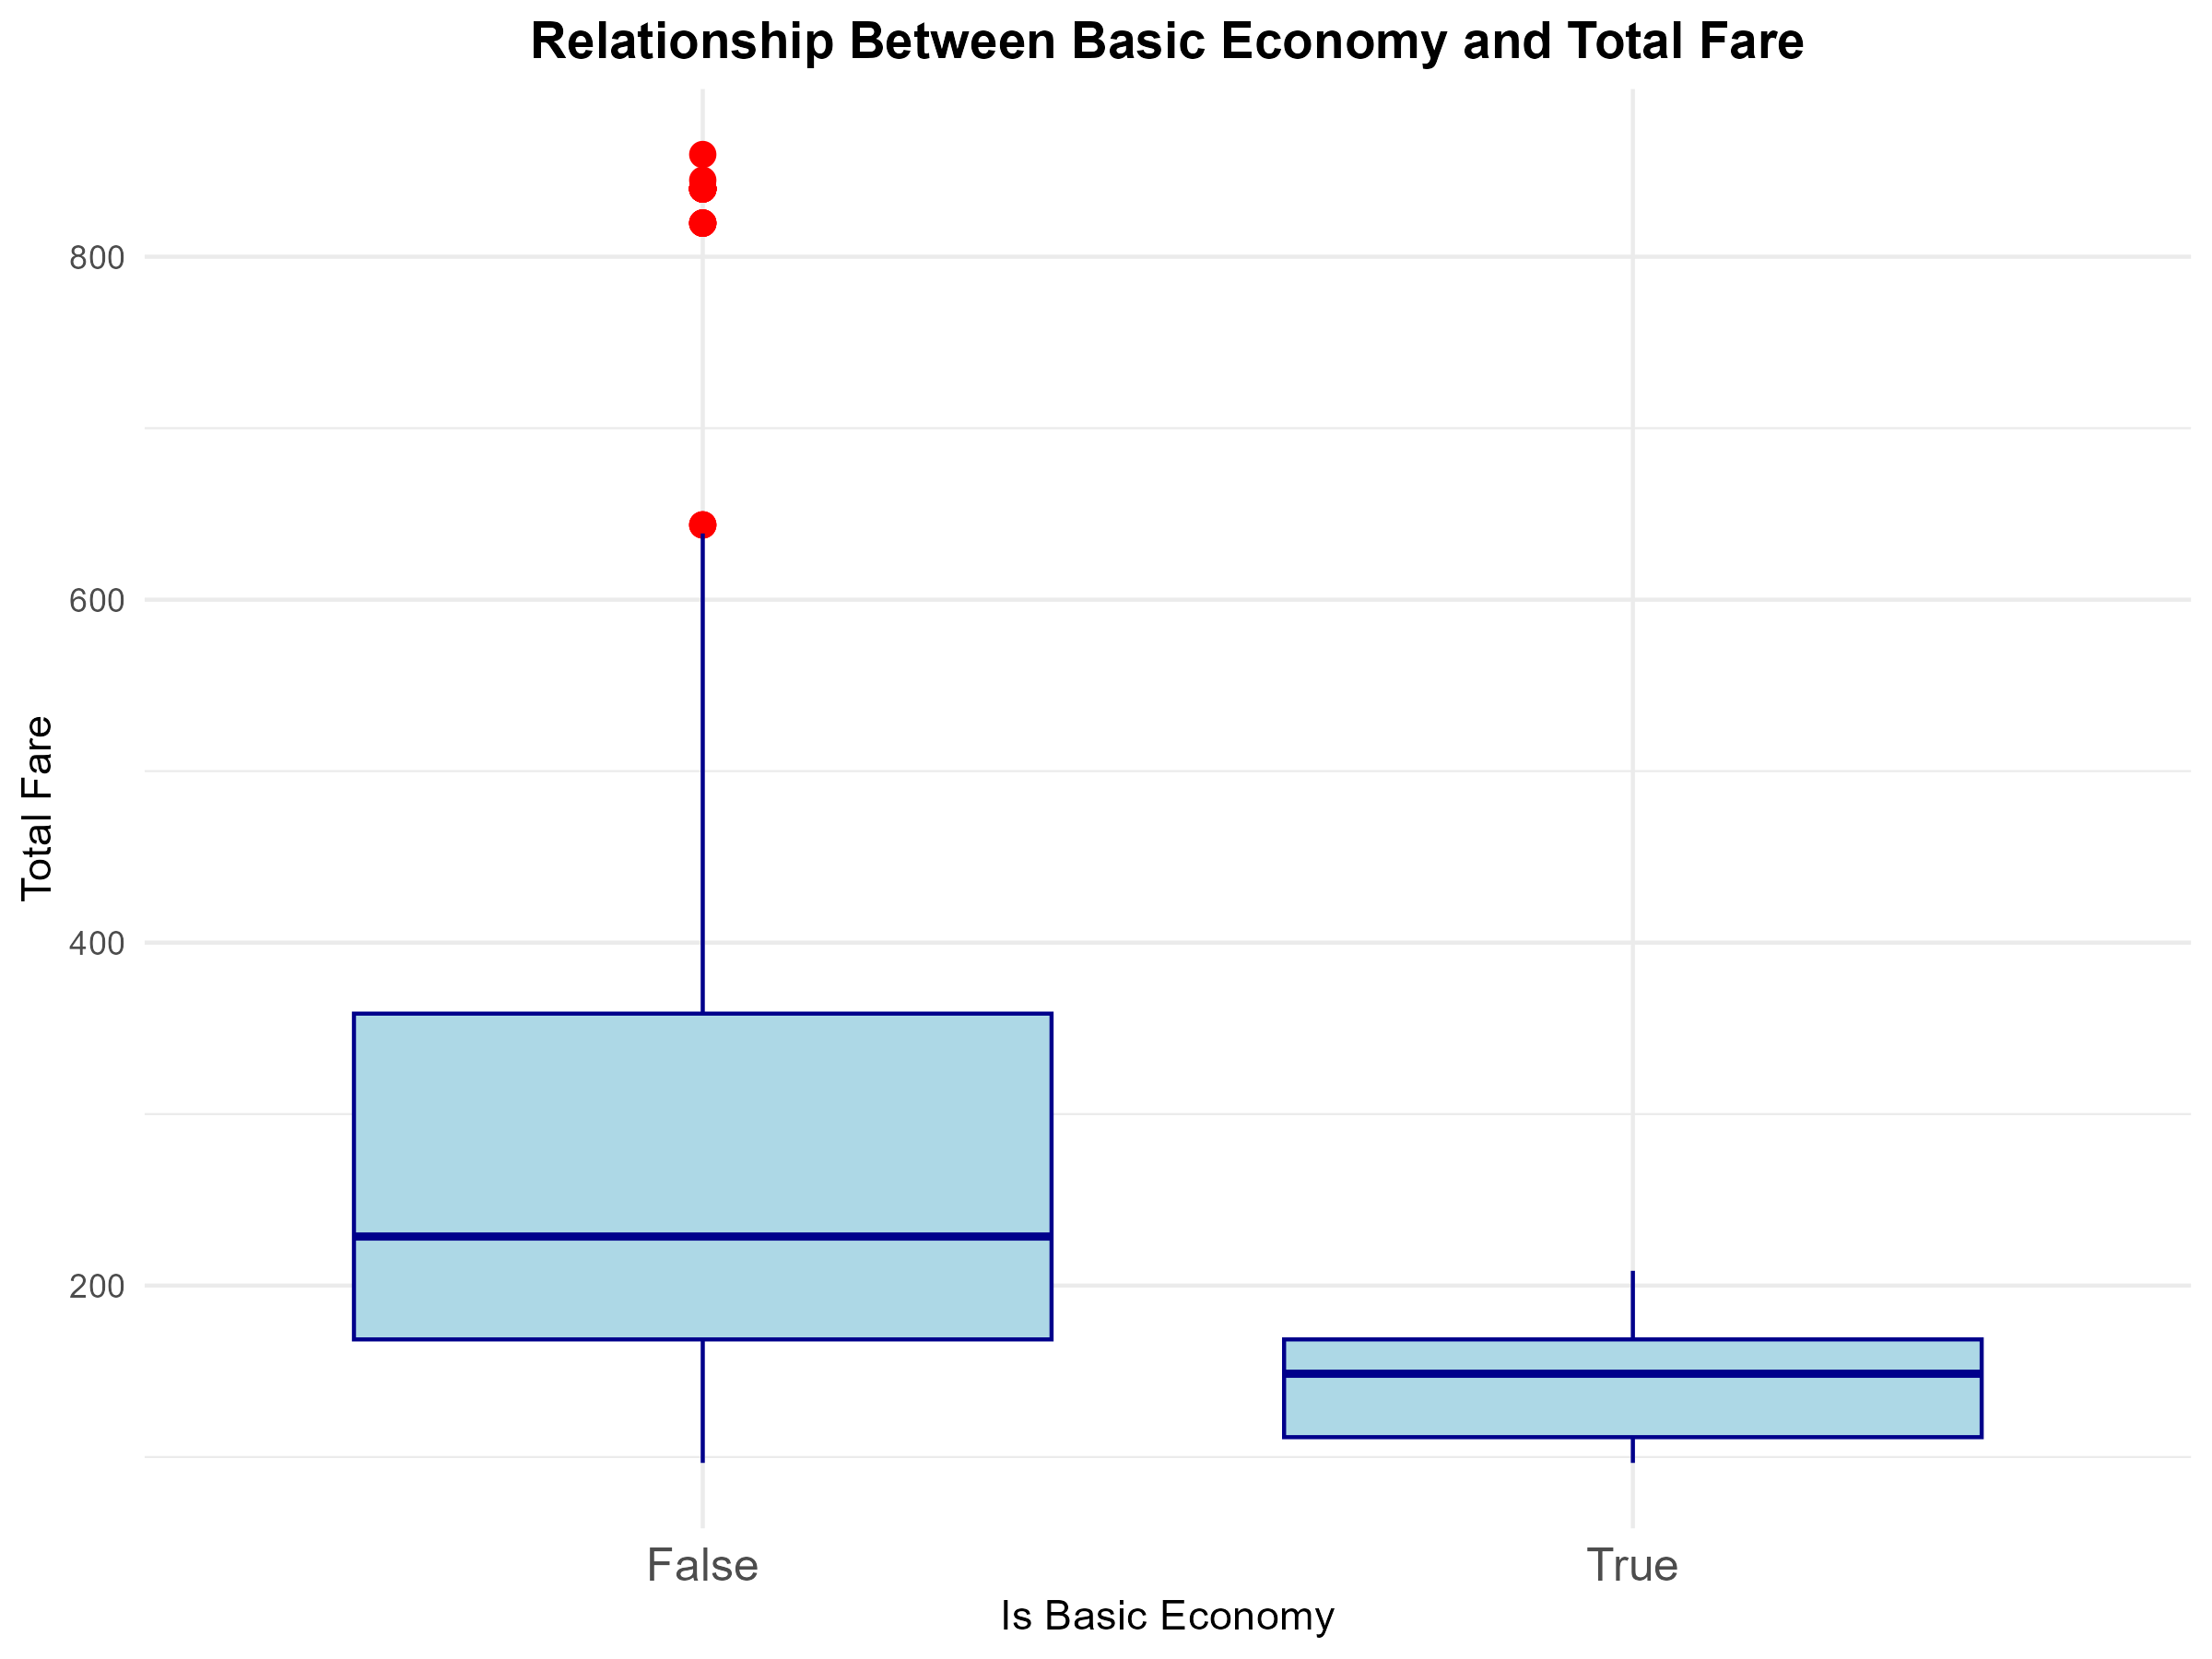 Relationship Between Basic Economy and Total Fare
Total Fare
800
600
400
200
False
True
Is Basic Economy